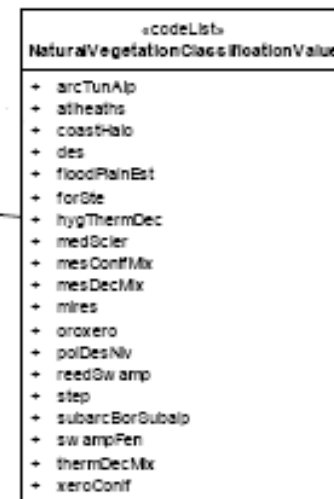 «codeList»
NaturalVegetationClassificationValue
+ arcTunAlp
+ atlheaths
+ coastHalo
+ des
+ floodPlainEst
+ forSte
+ hygThermDec
+ medScler
+ mesConifMix
+ mesDecMix
+ mires
+ oroxero
+ polDesNiv
+ reedSwamp
+ step
+ subarcBorSubalp
+ swampFen
+ thermDecMix
+ xeroConif